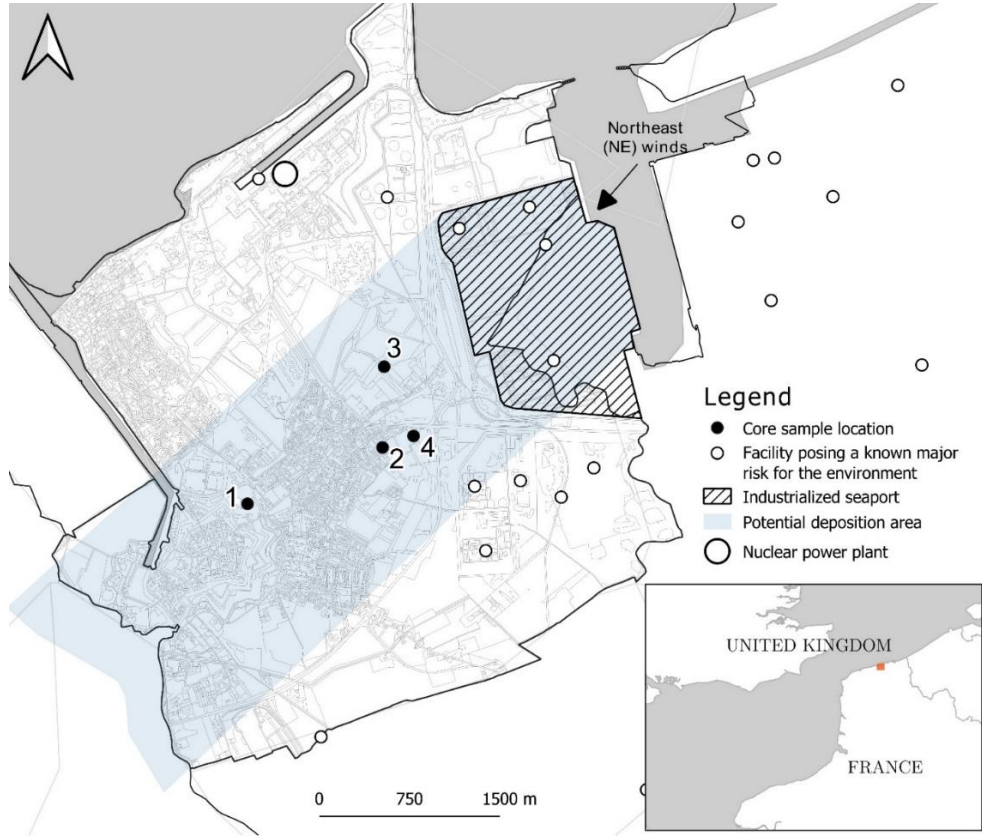 Northeast
(NE) winds
3
4
2
1
Legend
Core sample location
Facility posing a known major
risk for the environment
Industrialized seaport
Potential deposition area
Nuclear power plant
UNITED KINGDOM
FRANCE
0 750 1500 m